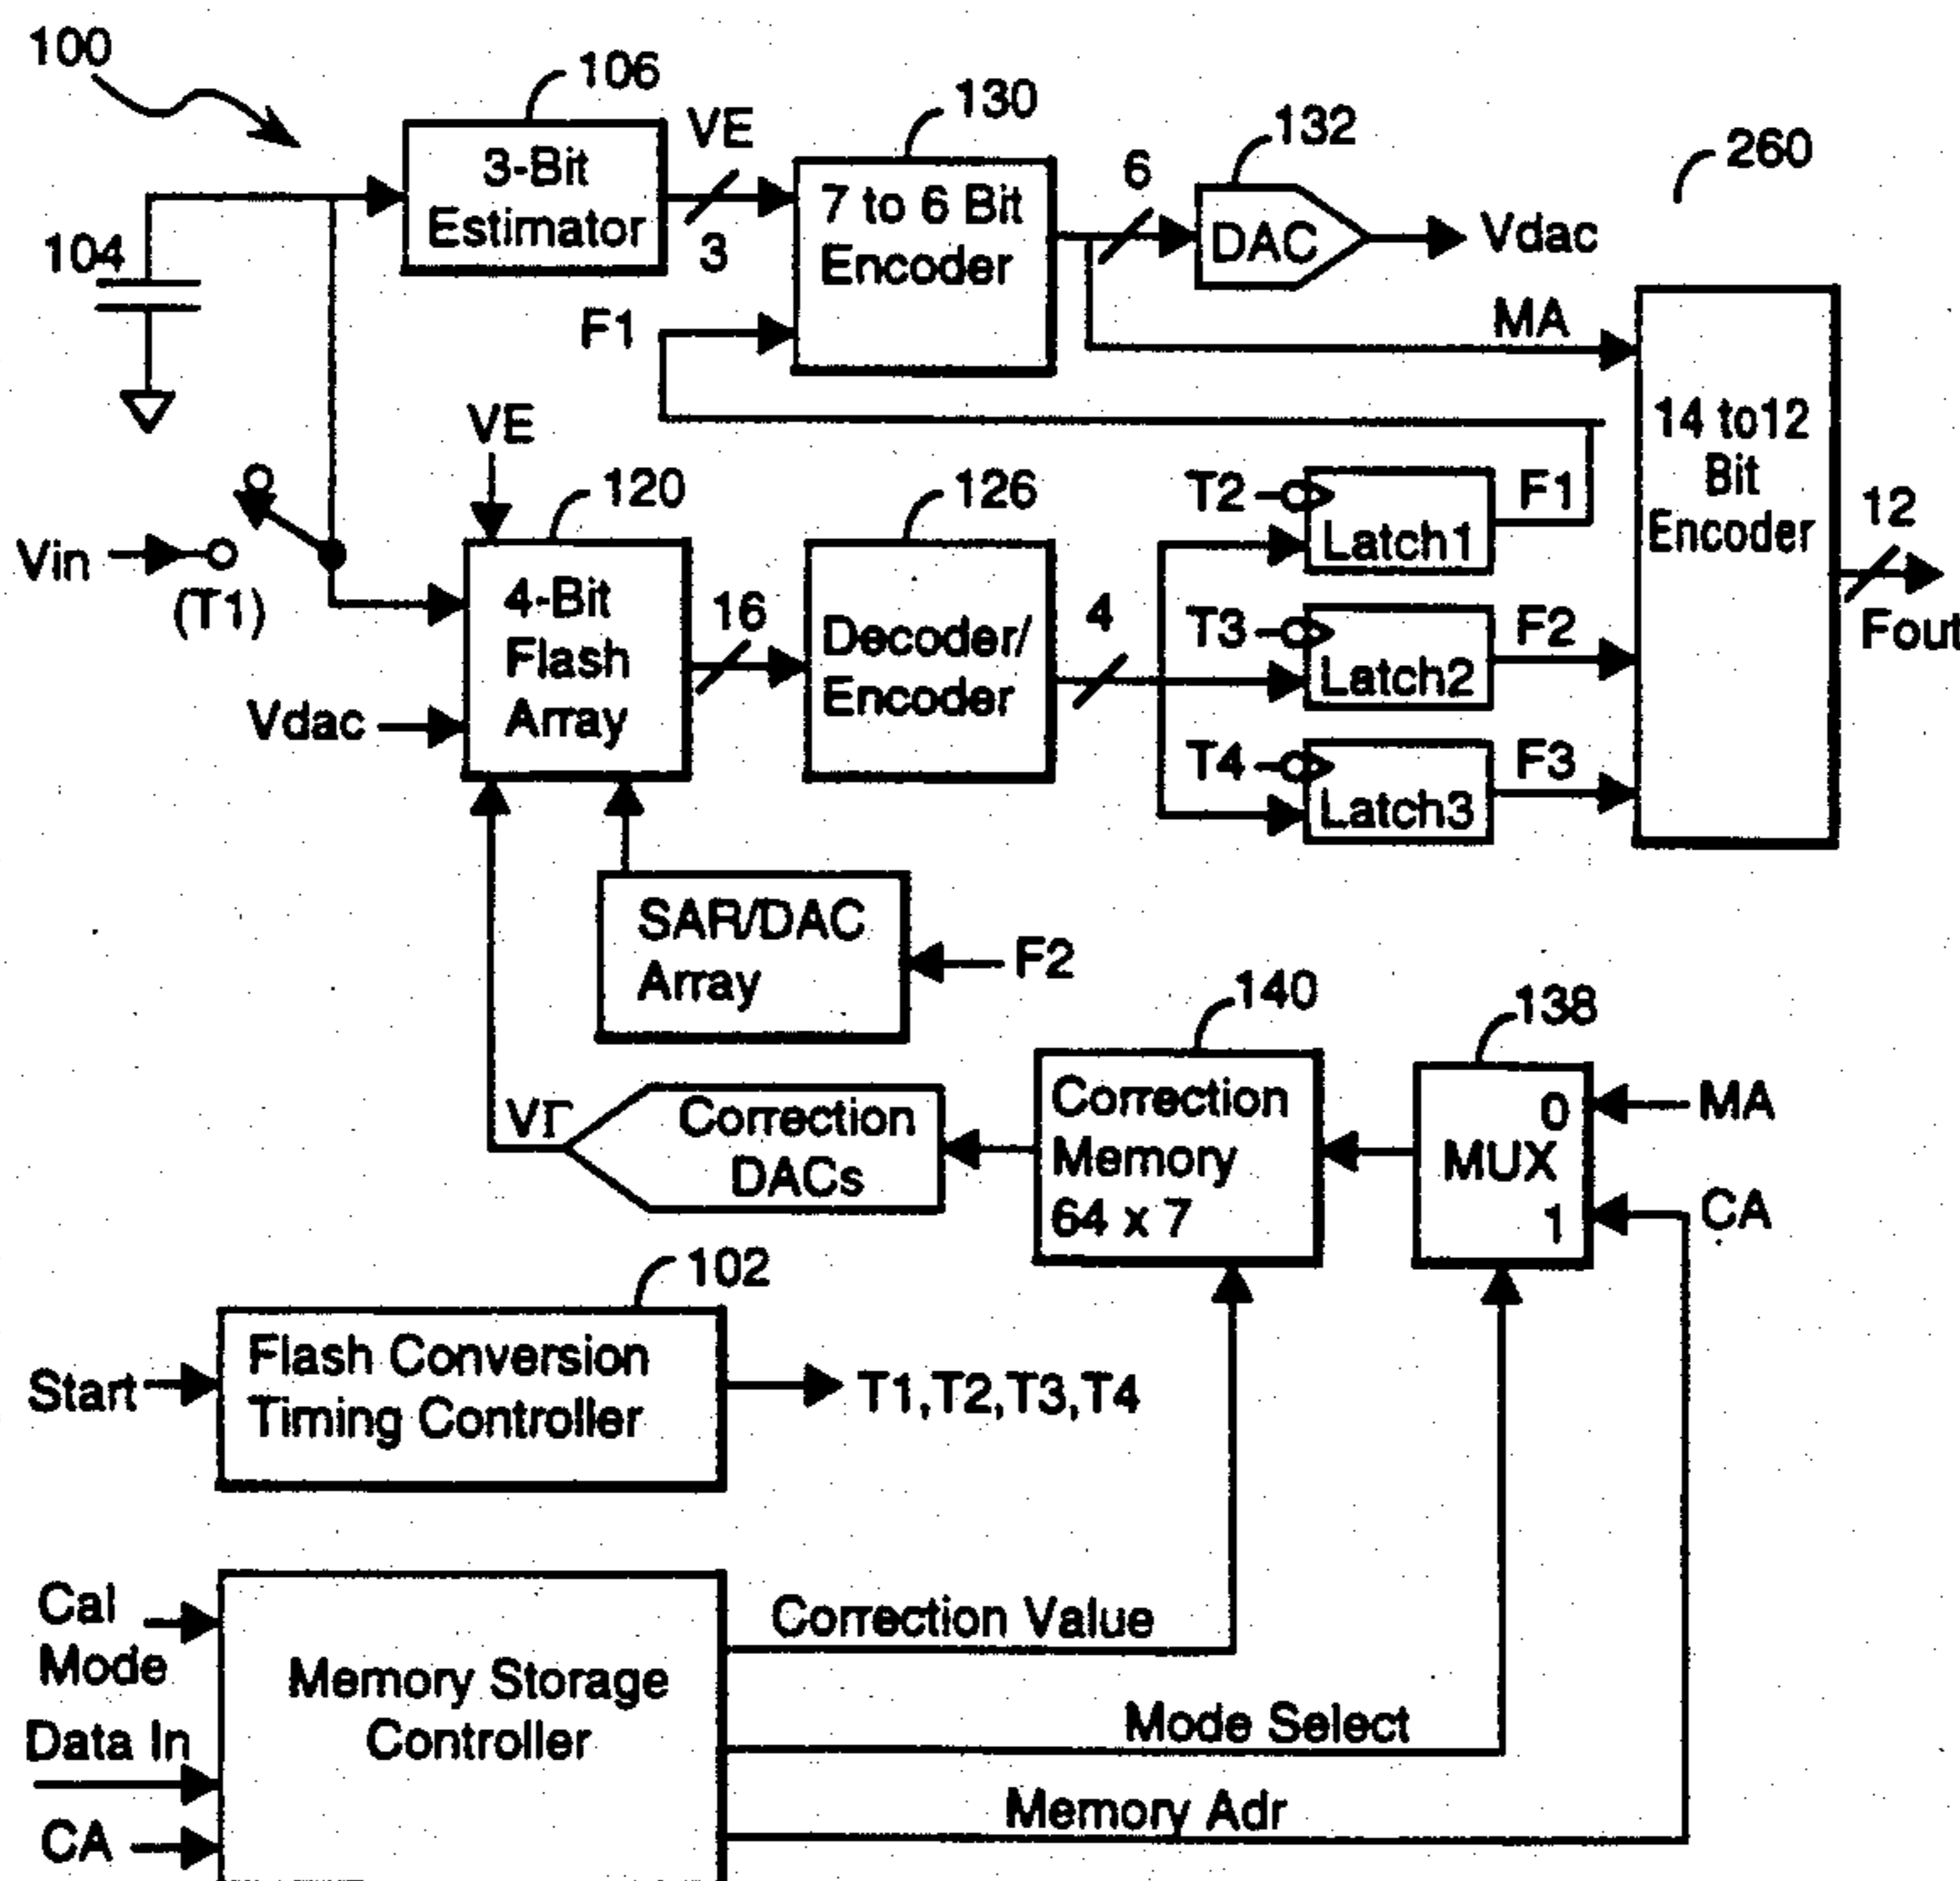 100
106
VE
130
132
260
3-Bit
Estimator
3
7 to 6 Bit
Encoder
6
DAC
Vdac
104
F1
MA
14 to12
Bit
Encoder
12
Fout
VE
120
126
T2
Latch1
F1
Vin
(T1)
4-Bit
Flash
Array
16
Decoder/
Encoder
4
T3
Latch2
F2
Vdac
T4
Latch3
F3
SAR/DAC
Array
F2
140
138
VΓ
Correction
DACs
Correction
Memory
64 x 7
0
MUX
1
MA
CA
102
Start
Flash Conversion
Timing Controller
T1,T2,T3,T4
Cal
Mode
Data In
CA
Memory Storage
Controller
Correction Value
Mode Select
Memory Adr